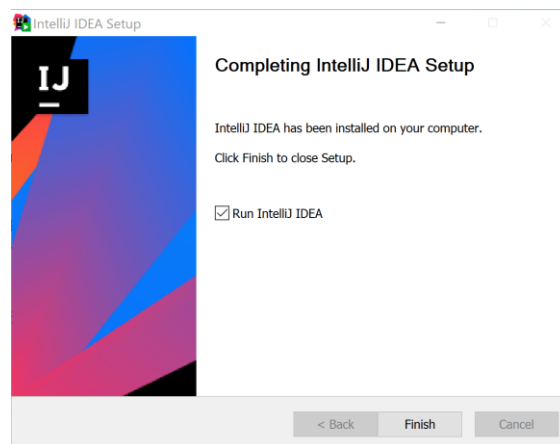 IntelliJ IDEA Setup
IJ
Completing IntelliJ IDEA Setup
IntelliJ IDEA has been installed on your computer.
Click Finish to close Setup.
Run IntelliJ IDEA
< Back
Finish
Cancel